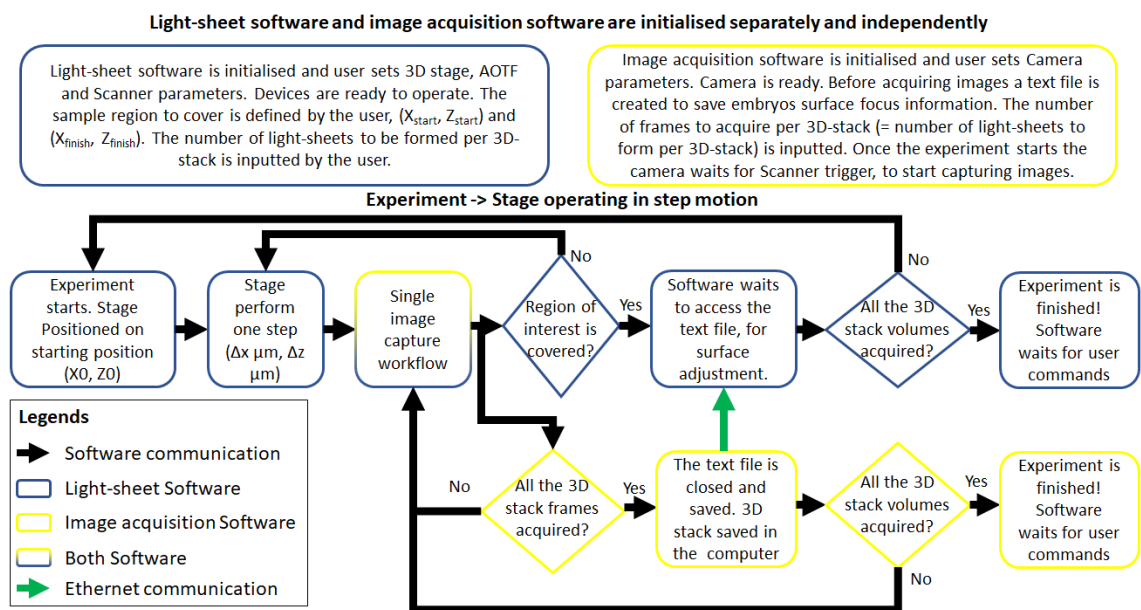 Light-sheet software and image acquisition software are initialised separately and independently
Light-sheet software is initialised and user sets 3D stage, AOTF
and Scanner parameters. Devices are ready to operate. The
sample region to cover is defined by the user, (Xstart, Zstart) and
(Xfinish, Zfinish). The number of light-sheets to be formed per 3D-
stack is inputted by the user.
Image acquisition software is initialised and user sets Camera
parameters. Camera is ready. Before acquiring images a text file is
created to save embryos surface focus information. The number
of frames to acquire per 3D-stack (= number of light-sheets to
form per 3D-stack) is inputted. Once the experiment starts the
camera waits for Scanner trigger, to start capturing images.
Experiment -> Stage operating in step motion
No
No
Experiment
starts. Stage
Positioned on
starting position
(X0, Z0)
Stage
perform
one step
(Δx µm, Δz
µm)
Single
image
capture
workflow
Region of
interest is
covered?
Yes
Software waits
to access the
text file, for
surface
adjustment.
All the 3D
stack volumes
acquired?
Yes
Experiment is
finished!
Software
waits for user
commands
Legends
Software communication
Light-sheet Software
Image acquisition Software
Both Software
Ethernet communication
No
All the 3D
stack frames
acquired?
Yes
The text file is
closed and
saved. 3D
stack saved in
the computer
All the 3D
stack volumes
acquired?
Yes
Experiment is
finished!
Software
waits for user
commands
No